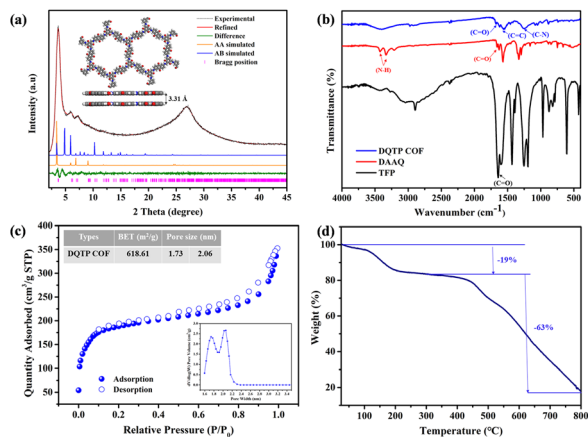 (a)
Experimental
Refined
Difference
AA simulated
AB simulated
Bragg position
3.31 Å
Intensity (a.u)
5 10 15 20 25 30 35 40 45
2 Theta (degree)
(b)
(C=O) (C=C) (C-N)
(N-H)
(C=O)
DQTP COF
DAAQ
TFP
(C=O)
Transmittance (%)
4000 3500 3000 2500 2000 1500 1000 500
Wavenumber (cm-1
(c)
Types BET (m²/g) Pore size (nm)
DQTP COF 618.61 1.73 2.06
400
350
300
250
200
150
100
50
Quantity Adsorbed (cm³/g STP)
Adsorption
Desorption
Pore Width (nm)
0.0 0.2 0.4 0.6 0.8 1.0
Relative Pressure (P/P0)
(d)
-19%
-63%
100
80
60
40
20
Weight (%)
100 200 300 400 500 600 700 800
Temperature (°C)